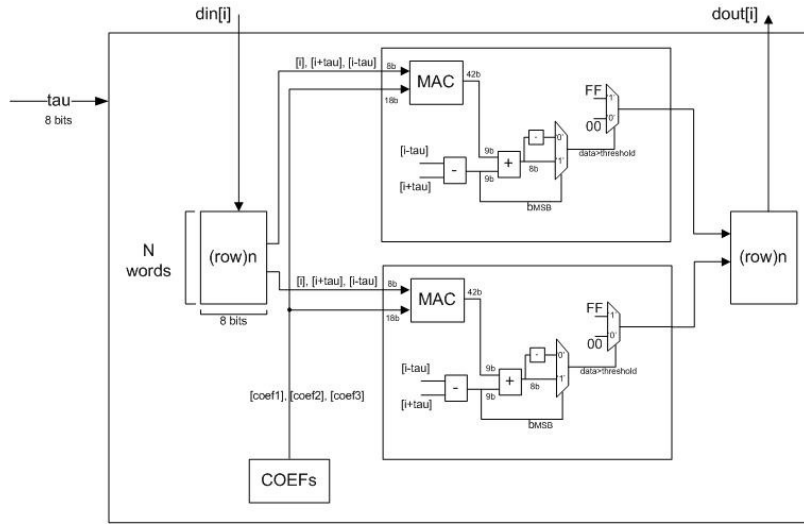 din[i]
dout[i]
tau
8 bits
[i], [i+tau], [i-tau]
8b
18b
MAC
42b
FF
'1'
'0'
00
[i-tau]
[i+tau]
-
9b
9b
+
8b
-
'0'
'1'
bMSB
data>threshold
N
words
(row)n
8 bits
(row)n
[i], [i+tau], [i-tau]
8b
18b
MAC
42b
FF
'1'
'0'
00
[i-tau]
[i+tau]
-
9b
9b
+
8b
-
'0'
'1'
bMSB
data>threshold
[coef1], [coef2], [coef3]
COEFs